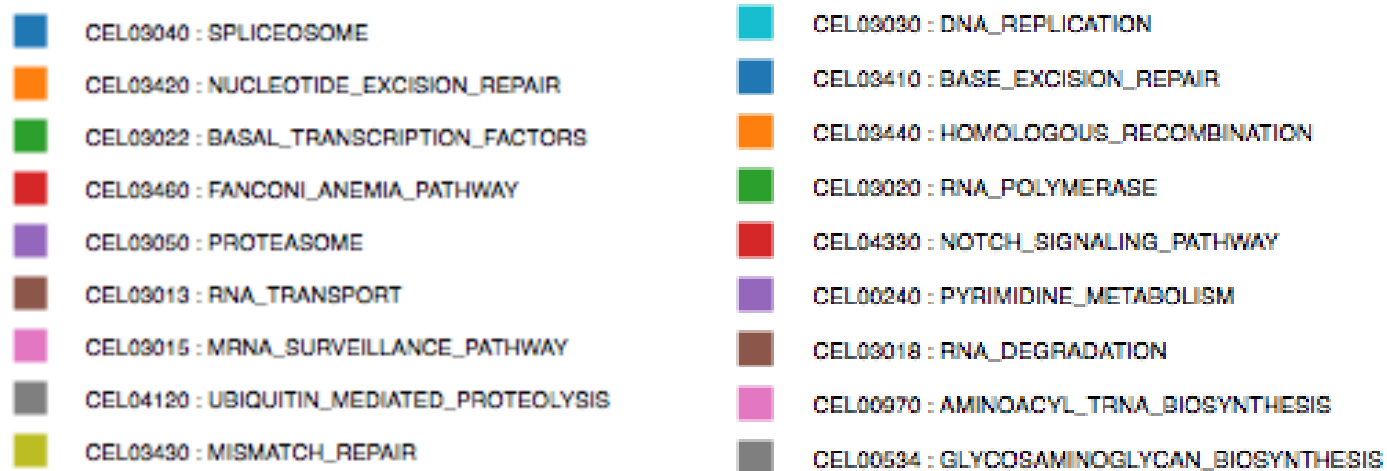 CEL03040 : SPLICEOSOME
CEL03420 : NUCLEOTIDE_EXCISION_REPAIR
CEL03022 : BASAL_TRANSCRIPTION_FACTORS
CEL03460 : FANCONI_ANEMIA_PATHWAY
CEL03050 : PROTEASOME
CEL03013 : RNA_TRANSPORT
CEL03015 : MRNA_SURVEILLANCE_PATHWAY
CEL04120 : UBIQUITIN_MEDIATED_PROTEOLYSIS
CEL03430 : MISMATCH_REPAIR
CEL03030 : DNA_REPLICATION
CEL03410 : BASE_EXCISION_REPAIR
CEL03440 : HOMOLOGOUS_RECOMBINATION
CEL03020 : RNA_POLYMERASE
CEL04330 : NOTCH_SIGNALING_PATHWAY
CEL00240 : PYRIMIDINE_METABOLISM
CEL03018 : RNA_DEGRADATION
CEL00970 : AMINOACYL_TRNA_BIOSYNTHESIS
CEL00534 : GLYCOSAMINOGLYCAN_BIOSYNTHESIS